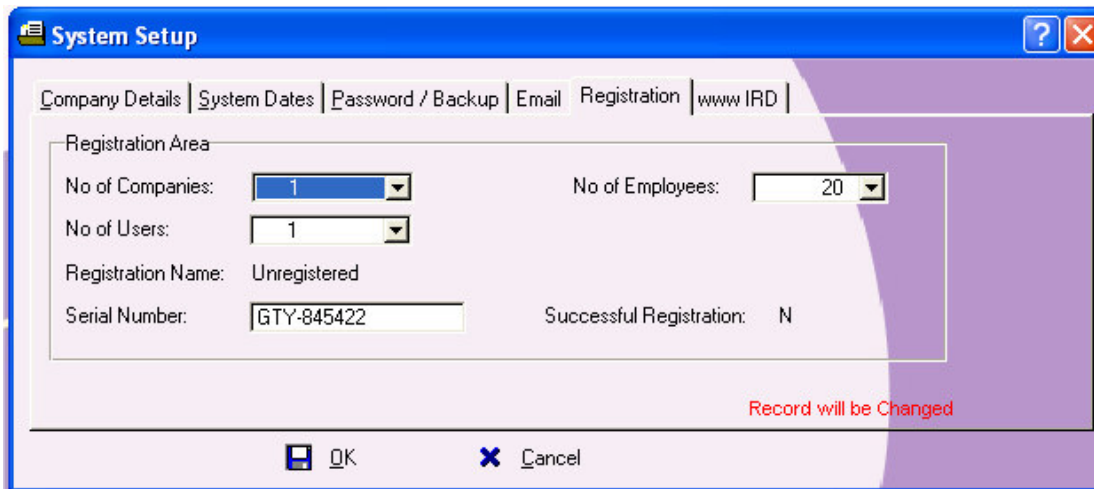 System Setup
Company Details System Dates Password / Backup Email Registration www IRD
Registration Area
No of Companies: 1 No of Employees: 20
No of Users: 1
Registration Name: Unregistered
Serial Number: GTY-845422 Successful Registration: N
Record will be Changed
OK Cancel